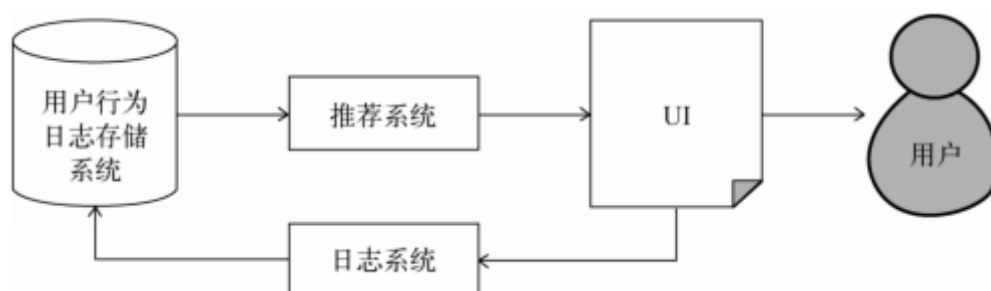 用户行为
日志存储
系统
推荐系统
UI
用户
日志系统